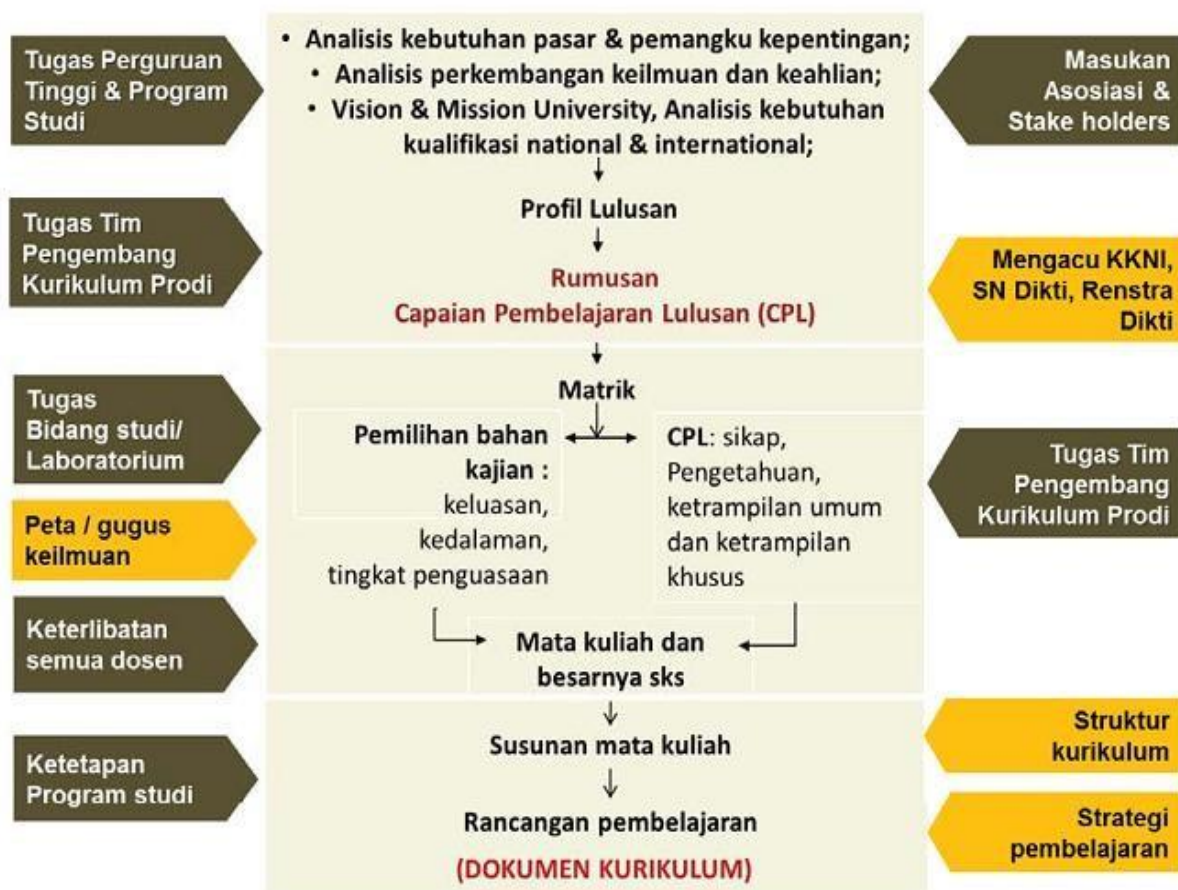 Tugas Perguruan
Tinggi & Program
Studi
• Analisis kebutuhan pasar & pemangku kepentingan;
• Analisis perkembangan keilmuan dan keahlian;
• Vision & Mission University, Analisis kebutuhan
kualifikasi national & international;
Masukan
Asosiasi &
Stake holders
Tugas Tim
Pengembang
Kurikulum Prodi
Profil Lulusan
Rumusan
Capaian Pembelajaran Lulusan (CPL)
Mengacu KKNI,
SN Dikti, Renstra
Dikti
Tugas
Bidang studi/
Laboratorium
Peta / gugus
keilmuan
Keterlibatan
semua dosen
Matrik
Pemilihan bahan
kajian :
keluasan,
kedalaman,
tingkat penguasaan
CPL: sikap,
Pengetahuan,
ketrampilan umum
dan ketrampilan
khusus
Tugas Tim
Pengembang
Kurikulum Prodi
Mata kuliah dan
besarnya sks
Ketetapan
Program studi
Susunan mata kuliah
Rancangan pembelajaran
(DOKUMEN KURIKULUM)
Struktur
kurikulum
Strategi
pembelajaran